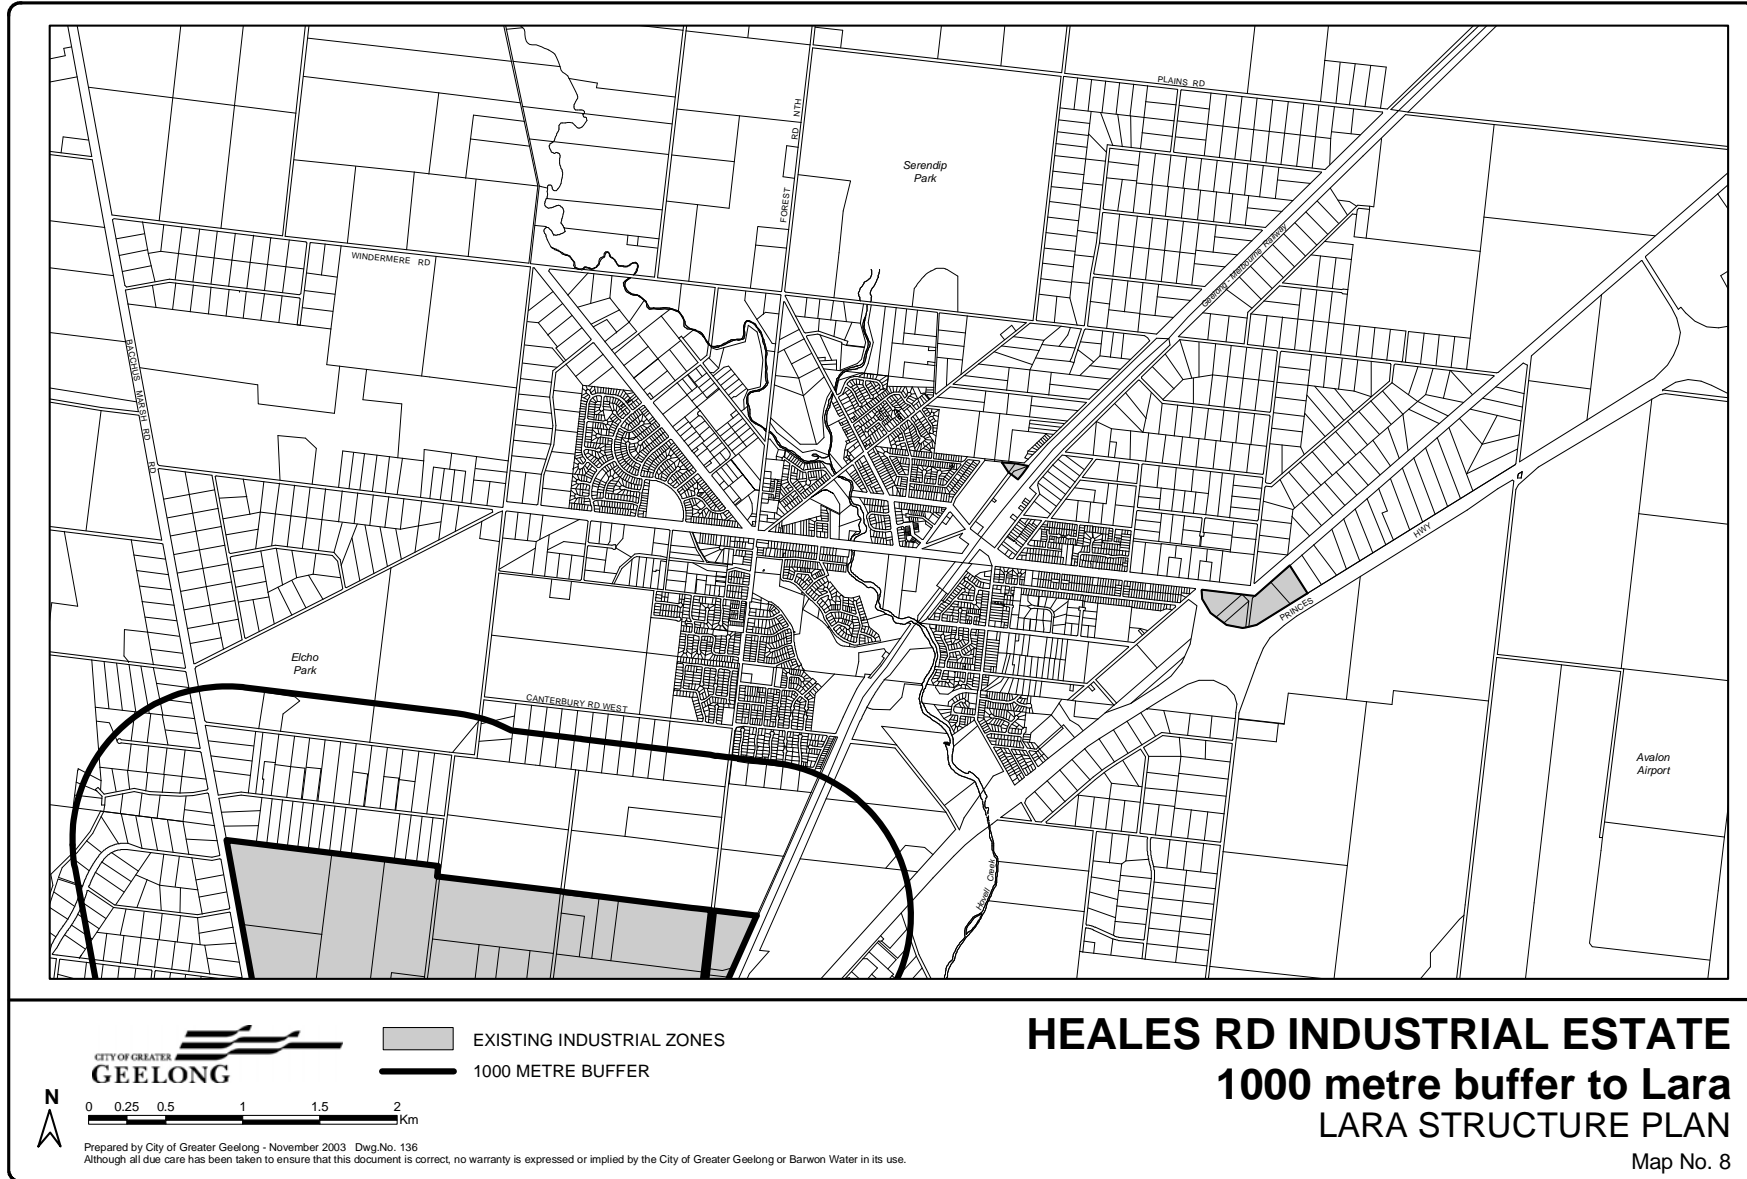 PLAINS RD
FOREST RD NTH
Serendip
Park
Geelong - Melbourne Railway
WINDERMERE RD
BACCHUS MARSH RD
RD
HWY
PRINCES
Elcho
Park
CANTERBURY RD WEST
Avalon
Airport
Hovell Creek
CITY OF GREATER
GEELONG
EXISTING INDUSTRIAL ZONES
1000 METRE BUFFER
N
0 0.25 0.5 1 1.5 2
Km
Prepared by City of Greater Geelong - November 2003 Dwg.No. 136
Although all due care has been taken to ensure that this document is correct, no warranty is expressed or implied by the City of Greater Geelong or Barwon Water in its use.
HEALES RD INDUSTRIAL ESTATE
1000 metre buffer to Lara
LARA STRUCTURE PLAN
Map No. 8